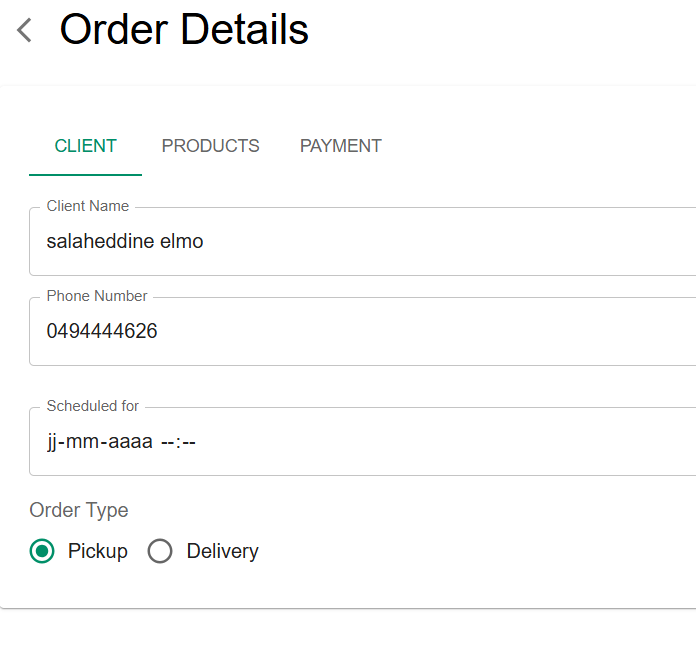 Order Details
CLIENT PRODUCTS PAYMENT
Client Name
salaheddine elmo
Phone Number
0494444626
Scheduled for
jj-mm-aaaa --:--
Order Type
Pickup Delivery